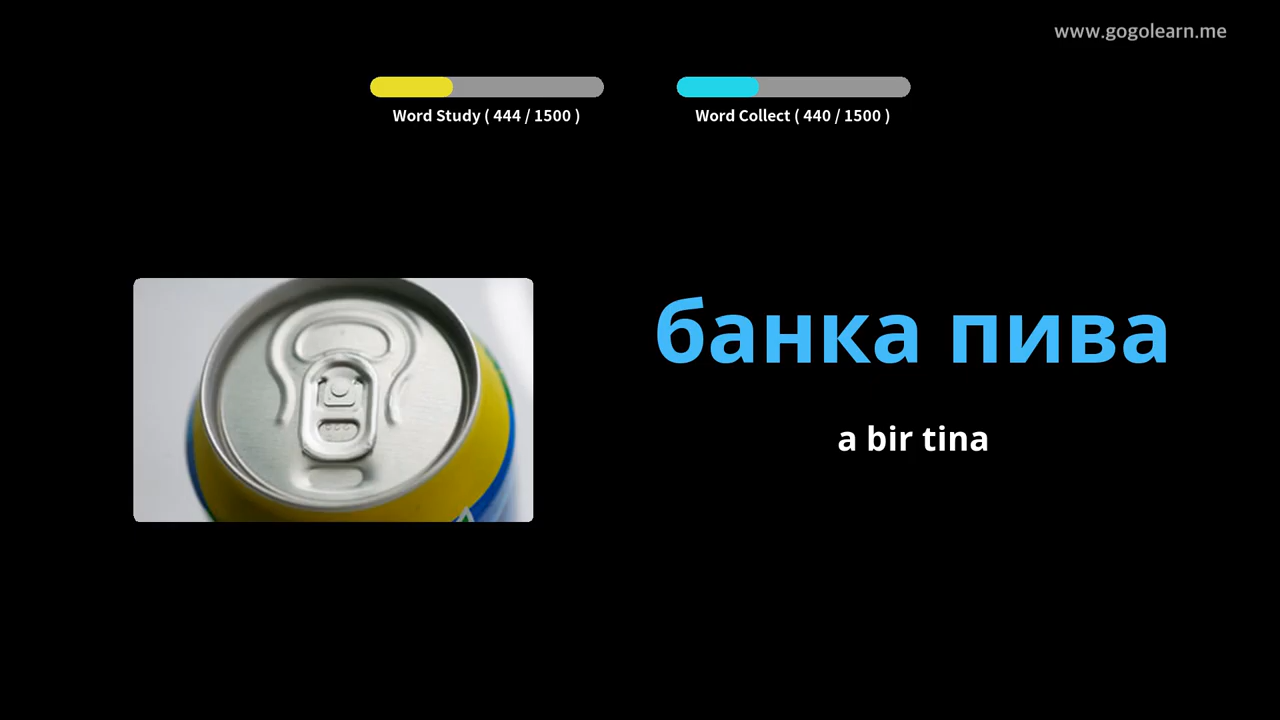 www.gogolearn.me
Word Study ( 444 / 1500 )
Word Collect ( 440 / 1500 )
банка пива
a bir tina